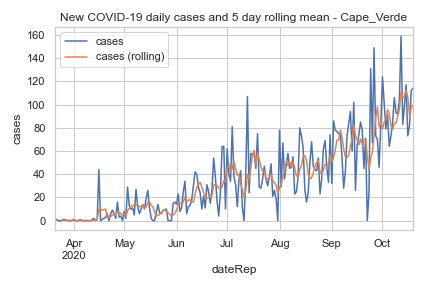 New COVID-19 daily cases and 5 day rolling mean - Cape_Verde
cases
cases (rolling)
160
140
120
100
80
60
40
20
0
cases
Apr
2020
May
Jun
Jul
Aug
Sep
Oct
dateRep